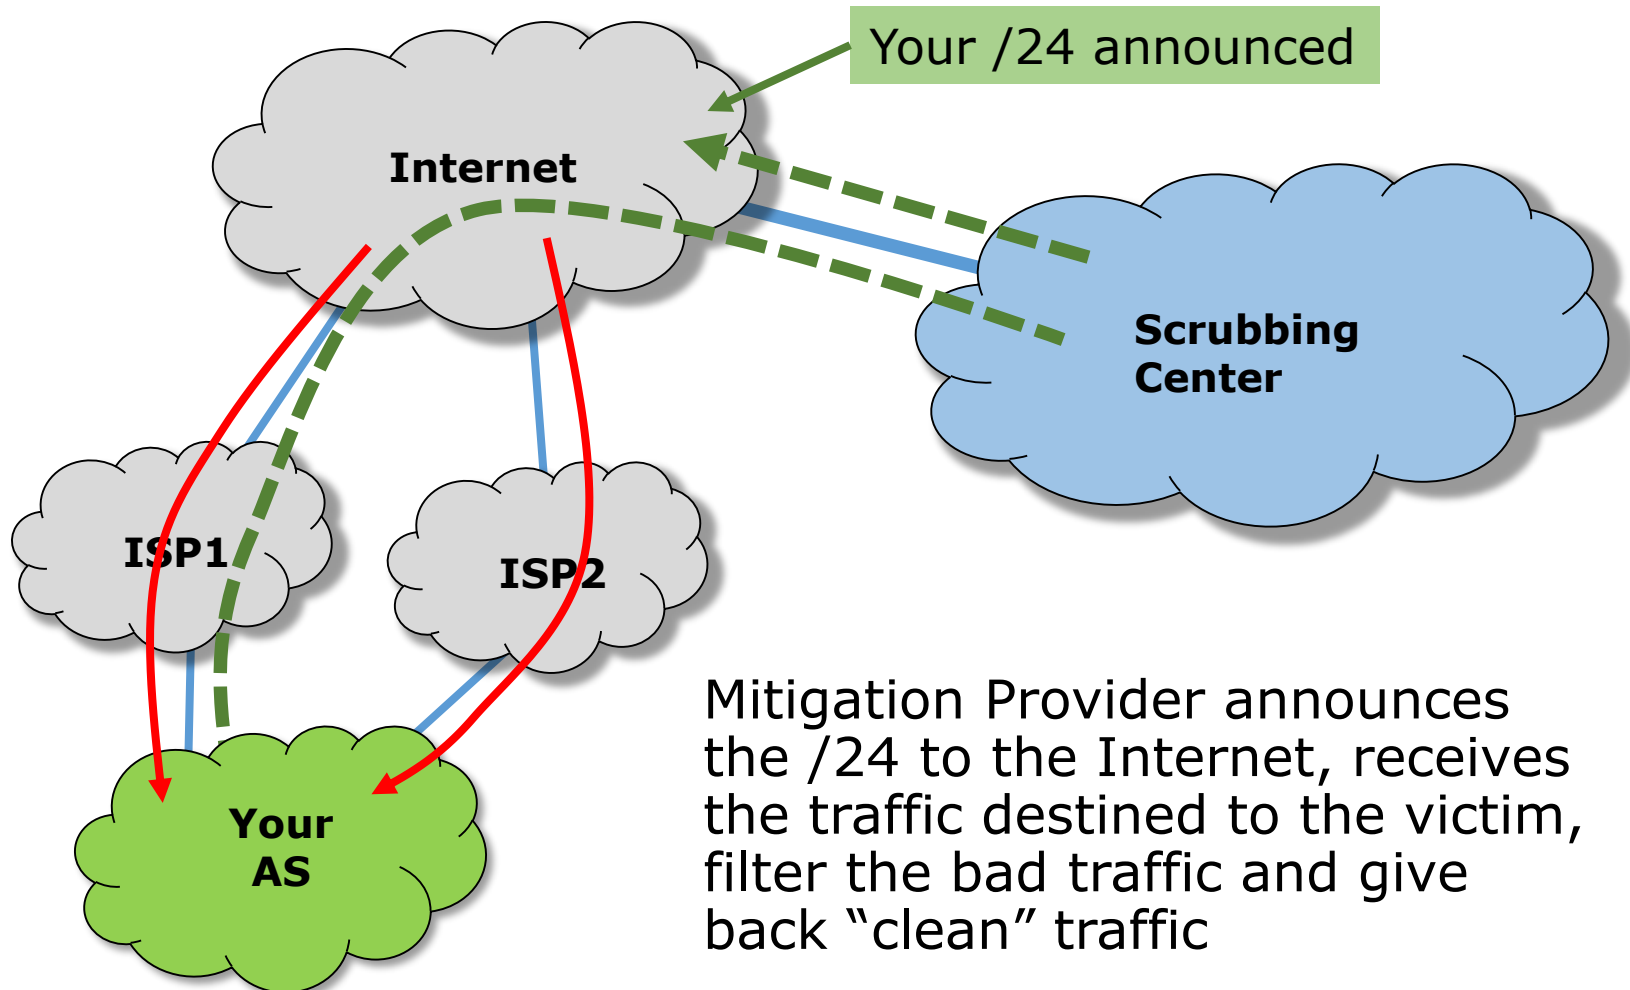 Your /24 announced
Internet
Scrubbing
Center
ISP1
ISP2
Your
AS
Mitigation Provider announces
the /24 to the Internet, receives
the traffic destined to the victim,
filter the bad traffic and give
back “clean” traffic